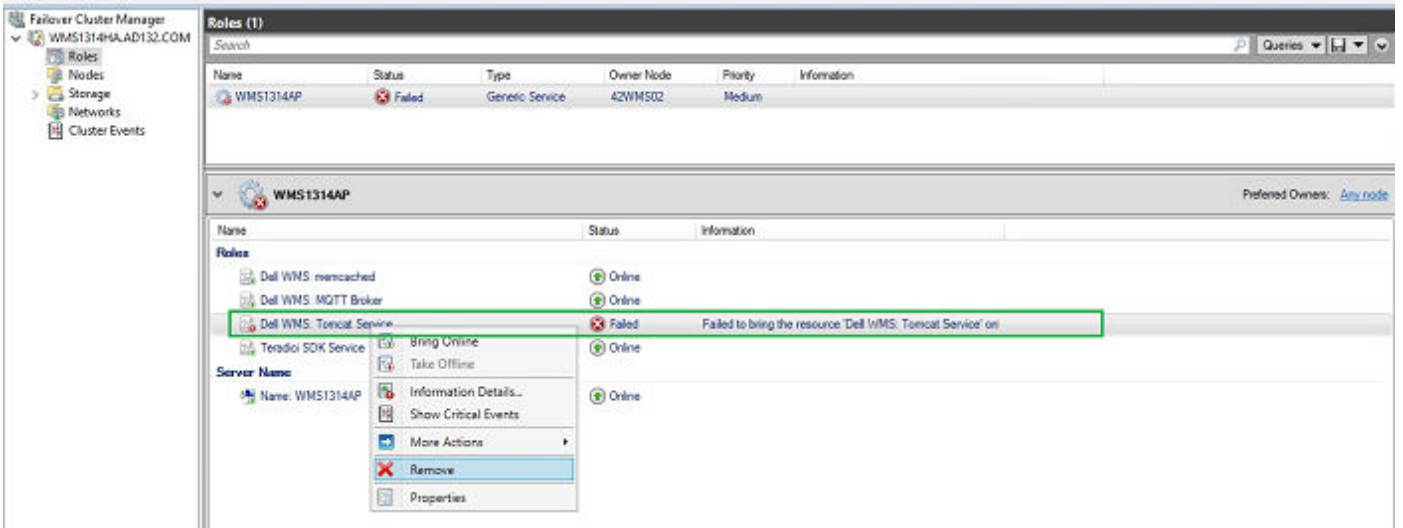 Failover Cluster Manager
WMS1314HA.AD132.COM
Roles
Nodes
Storage
Networks
Cluster Events
Roles (1)
Search
Queries
Name Status Type Owner Node Priority Information
WMS1314AP Failed Generic Service 42WMS02 Medium
WMS1314AP Preferred Owners: Any node
Name Status Information
Roles
Dell WMS: memcached Online
Dell WMS: MQTT Broker Online
Dell WMS: Tomcat Service Failed Failed to bring the resource 'Dell WMS: Tomcat Service' onl
Teradici SDK Service Online
Server Name
Name: WMS1314AP Online
Bring Online
Take Offline
Information Details...
Show Critical Events
More Actions
Remove
Properties